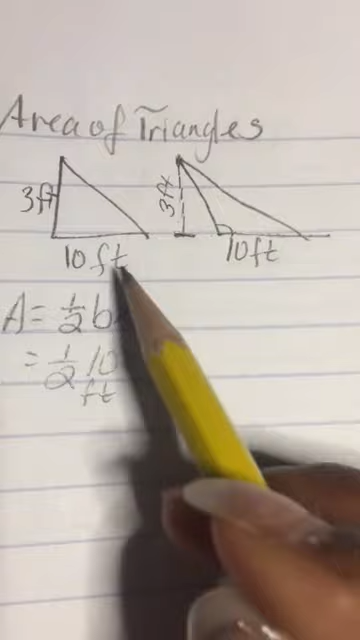 Area of Triangles
3ft
3ft
10 ft
10ft
A = 1/2 b
= 1/2 10
ft